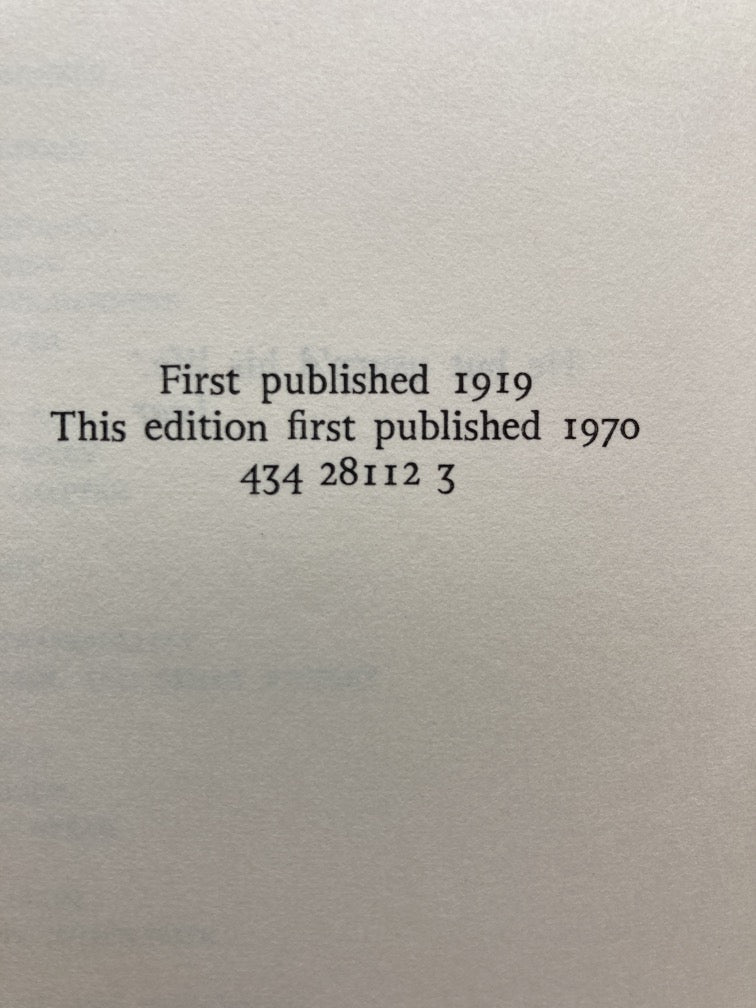 First published 1919
This edition first published 1970
434 28112 3